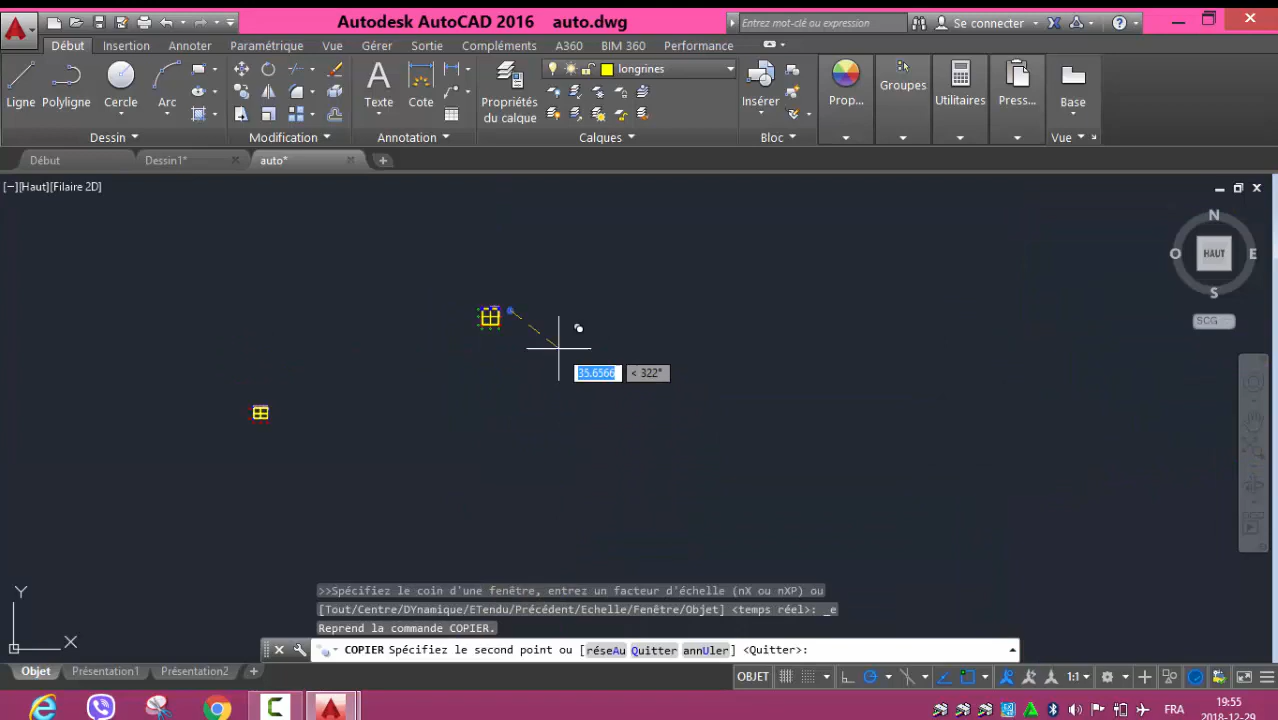 Autodesk AutoCAD 2016 auto.dwg
Entrez mot-clé ou expression
Se connecter
Début Insertion Annoter Paramétrique Vue Gérer Sortie Compléments A360 BIM 360 Performance
longrines
Ligne Polyligne Cercle Arc
Texte Cote
Propriétés
du calque
Insérer
Prop...
Groupes
Utilitaires
Press...
Base
Dessin Modification Annotation Calques Bloc Vue
Début Dessin1* auto*
[−][Haut][Filaire 2D]
N
O HAUT E
S
SCG
35.6566 < 322°
Y
X
>>Spécifiez le coin d'une fenêtre, entrez un facteur d'échelle (nX ou nXP) ou
[Tout/Centre/DYnamique/ETendu/Précédent/Echelle/Fenêtre/Objet] <temps réel>: _e
Reprend la commande COPIER.
COPIER Spécifiez le second point ou [réseAu Quitter annUler] <Quitter>:
Objet Présentation1 Présentation2
OBJET 1:1
FRA
19:55
2018-12-29